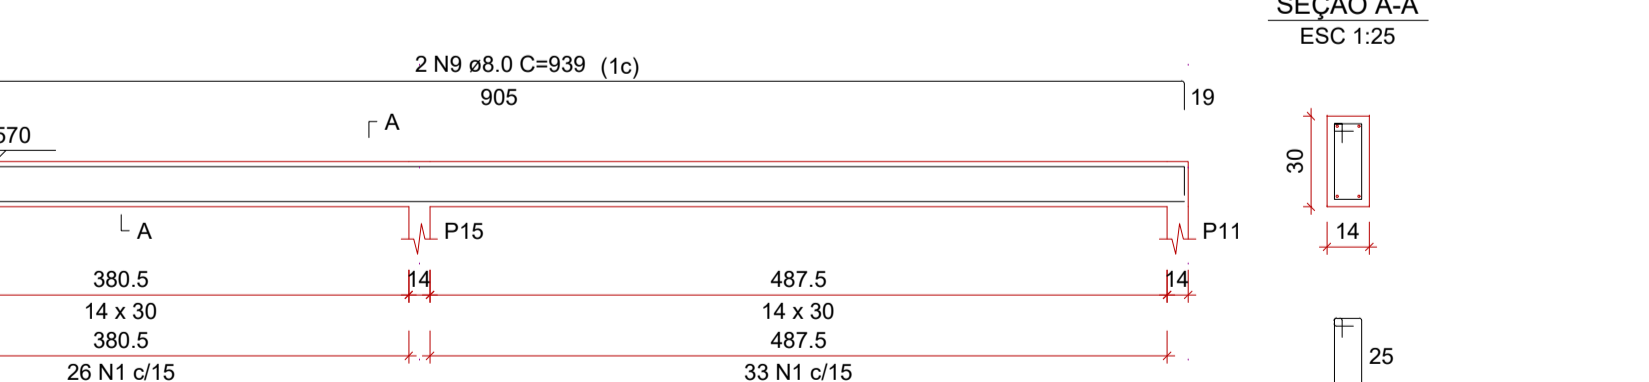 SEÇÃO A-A
ESC 1:25
2 N9 ø8.0 C=939 (1c)
905
19
A
570
30
A
P15
P11
14
380.5
14
487.5
14
14 x 30
14 x 30
380.5
487.5
25
26 N1 c/15
33 N1 c/15